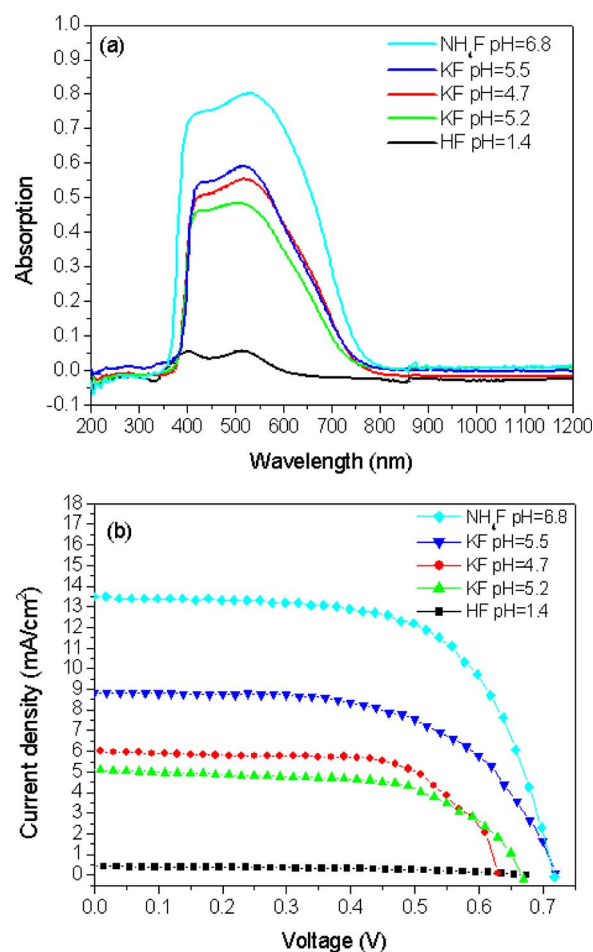 (a)
NH4F pH=6.8
KF pH=5.5
KF pH=4.7
KF pH=5.2
HF pH=1.4
Absorption
1.0
0.9
0.8
0.7
0.6
0.5
0.4
0.3
0.2
0.1
0.0
-0.1
200 300 400 500 600 700 800 900 1000 1100 1200
Wavelength (nm)
(b)
NH4F pH=6.8
KF pH=5.5
KF pH=4.7
KF pH=5.2
HF pH=1.4
Current density (mA/cm²)
18
17
16
15
14
13
12
11
10
9
8
7
6
5
4
3
2
1
0
0.0 0.1 0.2 0.3 0.4 0.5 0.6 0.7
Voltage (V)